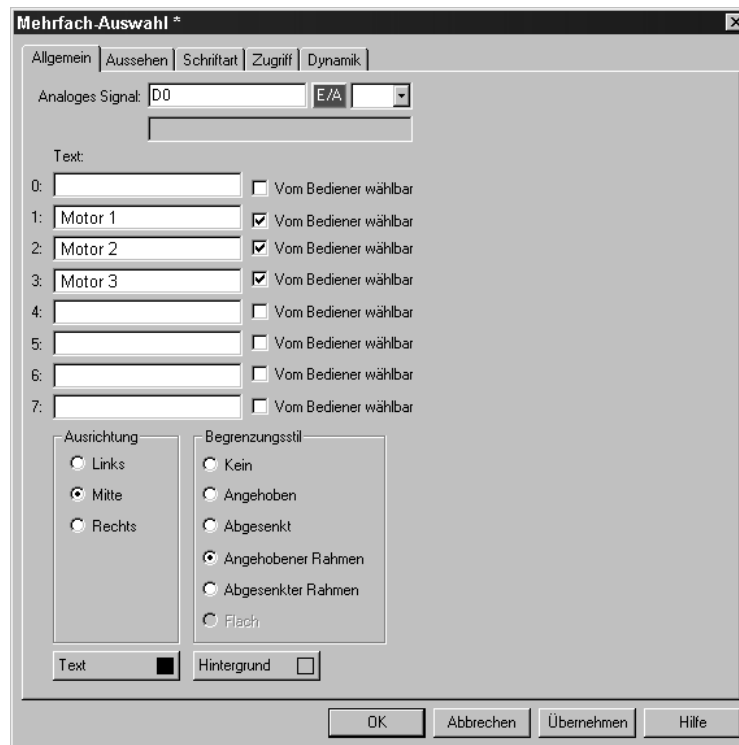 Mehrfach-Auswahl *
Allgemein Aussehen Schriftart Zugriff Dynamik
Analoges Signal: D0 E/A
Text:
0: Vom Bediener wählbar
1: Motor 1 Vom Bediener wählbar
2: Motor 2 Vom Bediener wählbar
3: Motor 3 Vom Bediener wählbar
4: Vom Bediener wählbar
5: Vom Bediener wählbar
6: Vom Bediener wählbar
7: Vom Bediener wählbar
Ausrichtung
Links
Mitte
Rechts
Begrenzungsstil
Kein
Angehoben
Abgesenkt
Angehobener Rahmen
Abgesenkter Rahmen
Flach
Text Hintergrund
OK Abbrechen Übernehmen Hilfe